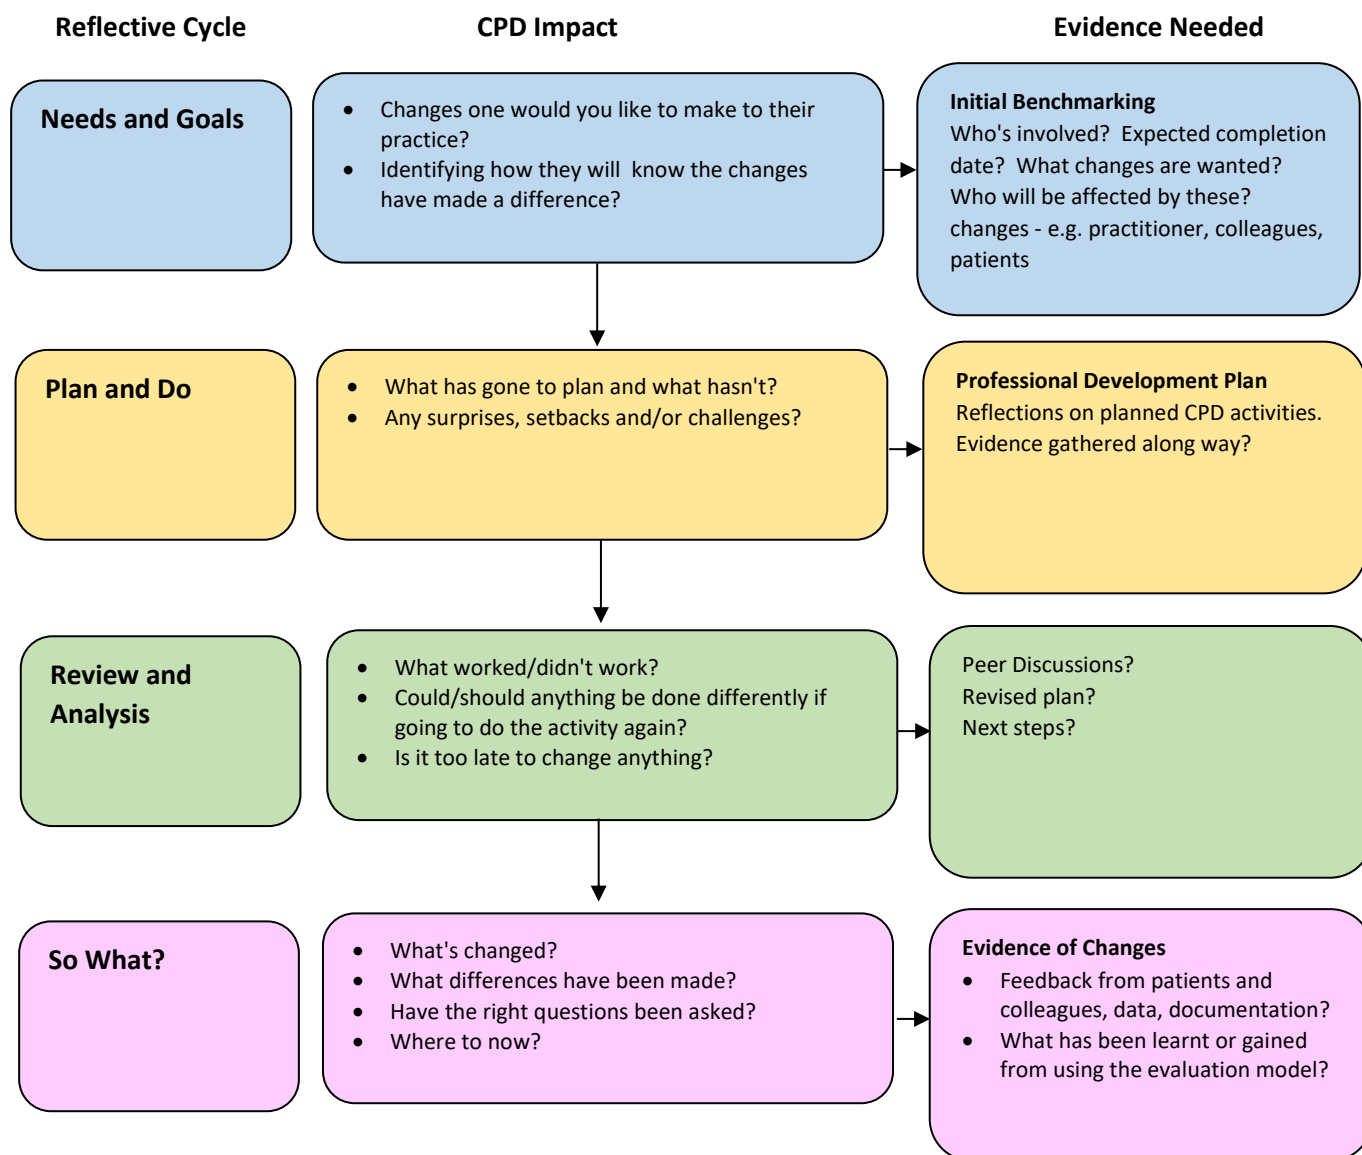 Reflective Cycle
CPD Impact
Evidence Needed
Needs and Goals
• Changes one would you like to make to their
practice?
• Identifying how they will  know the changes
have made a difference?
Initial Benchmarking
Who's involved?  Expected completion
date?  What changes are wanted?
Who will be affected by these?
changes - e.g. practitioner, colleagues,
patients
Plan and Do
• What has gone to plan and what hasn't?
• Any surprises, setbacks and/or challenges?
Professional Development Plan
Reflections on planned CPD activities.
Evidence gathered along way?
Review and
Analysis
• What worked/didn't work?
• Could/should anything be done differently if
going to do the activity again?
• Is it too late to change anything?
Peer Discussions?
Revised plan?
Next steps?
So What?
• What's changed?
• What differences have been made?
• Have the right questions been asked?
• Where to now?
Evidence of Changes
• Feedback from patients and
colleagues, data, documentation?
• What has been learnt or gained
from using the evaluation model?